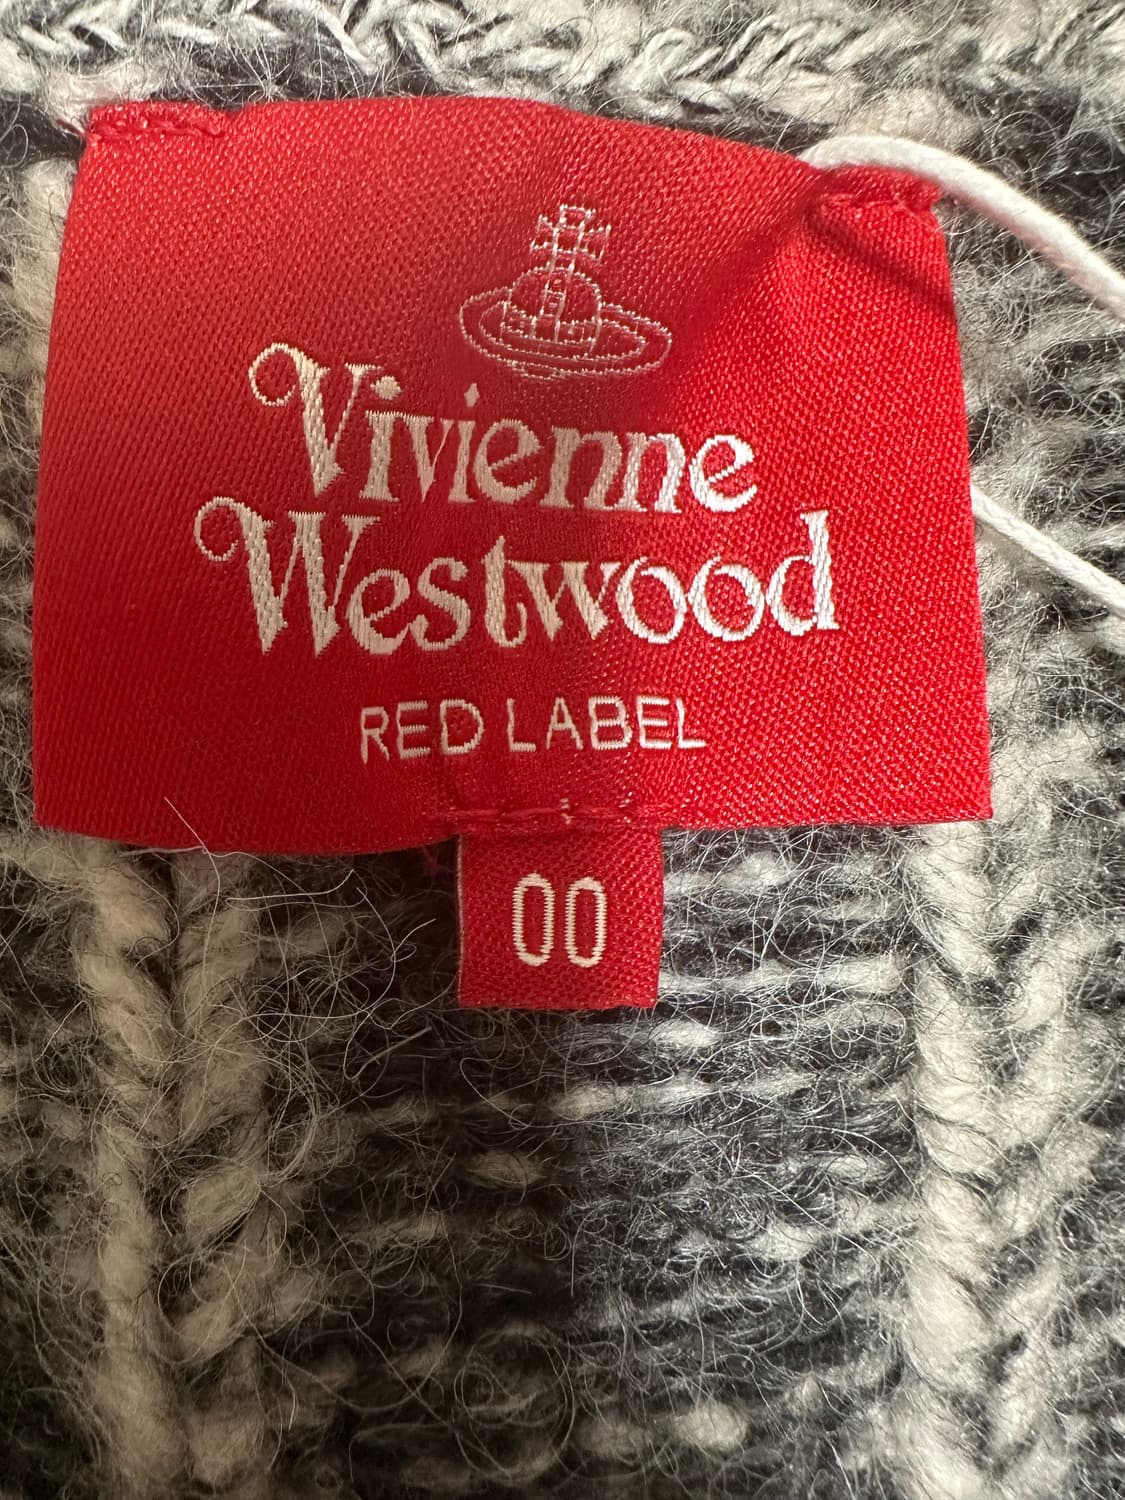 Vivienne
Westwood
RED LABEL
00